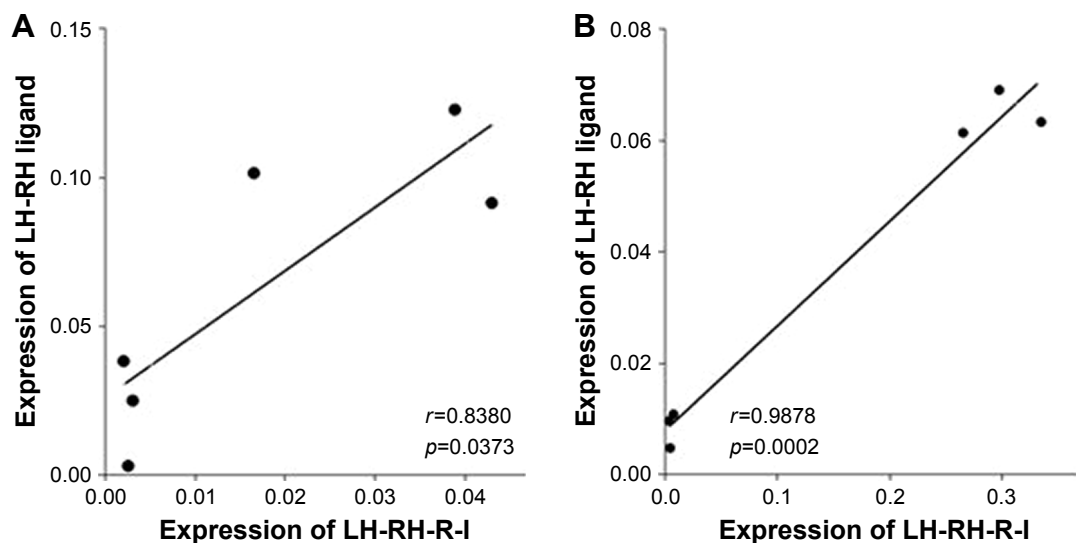 A
Expression of LH-RH ligand
0.15
0.10
0.05
0.00
0.00 0.01 0.02 0.03 0.04
Expression of LH-RH-R-I
r=0.8380
p=0.0373
B
Expression of LH-RH ligand
0.08
0.06
0.04
0.02
0.00
0.0 0.1 0.2 0.3
Expression of LH-RH-R-I
r=0.9878
p=0.0002